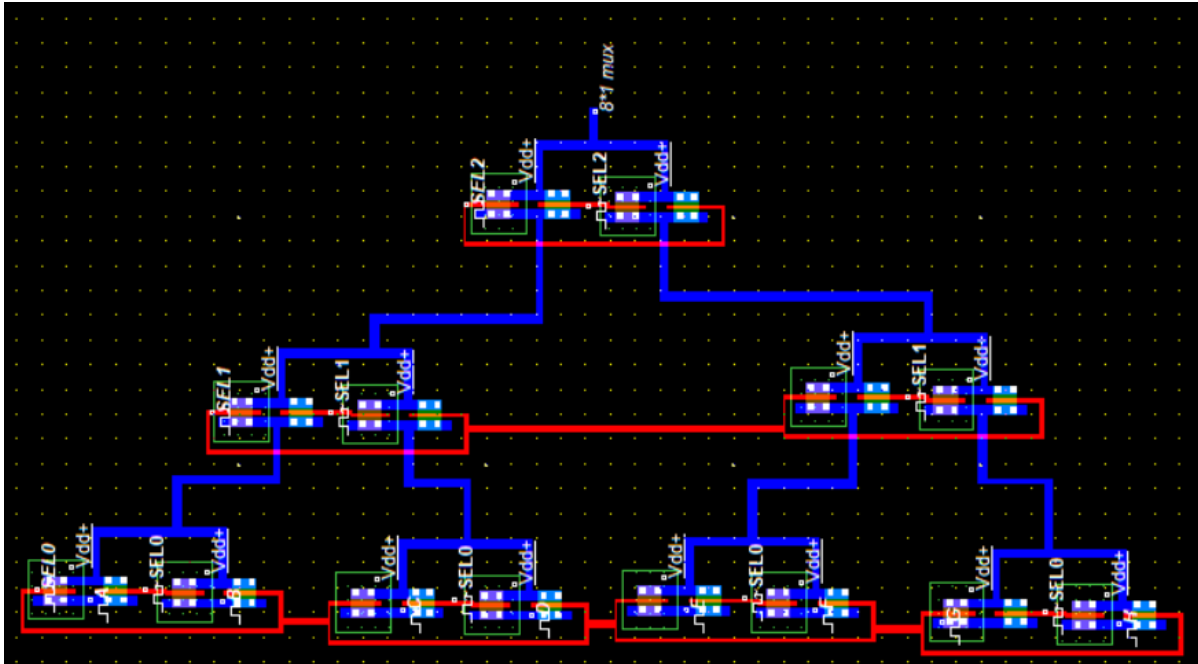 8*1 mux
SEL2
Vdd+
SEL2
Vdd+
SEL1
Vdd+
SEL1
Vdd+
Vdd+
SEL1
Vdd+
SEL0
Vdd+
A
SEL0
Vdd+
B
Vdd+
C
SEL0
Vdd+
D
Vdd+
E
SEL0
Vdd+
F
Vdd+
G
SEL0
Vdd+